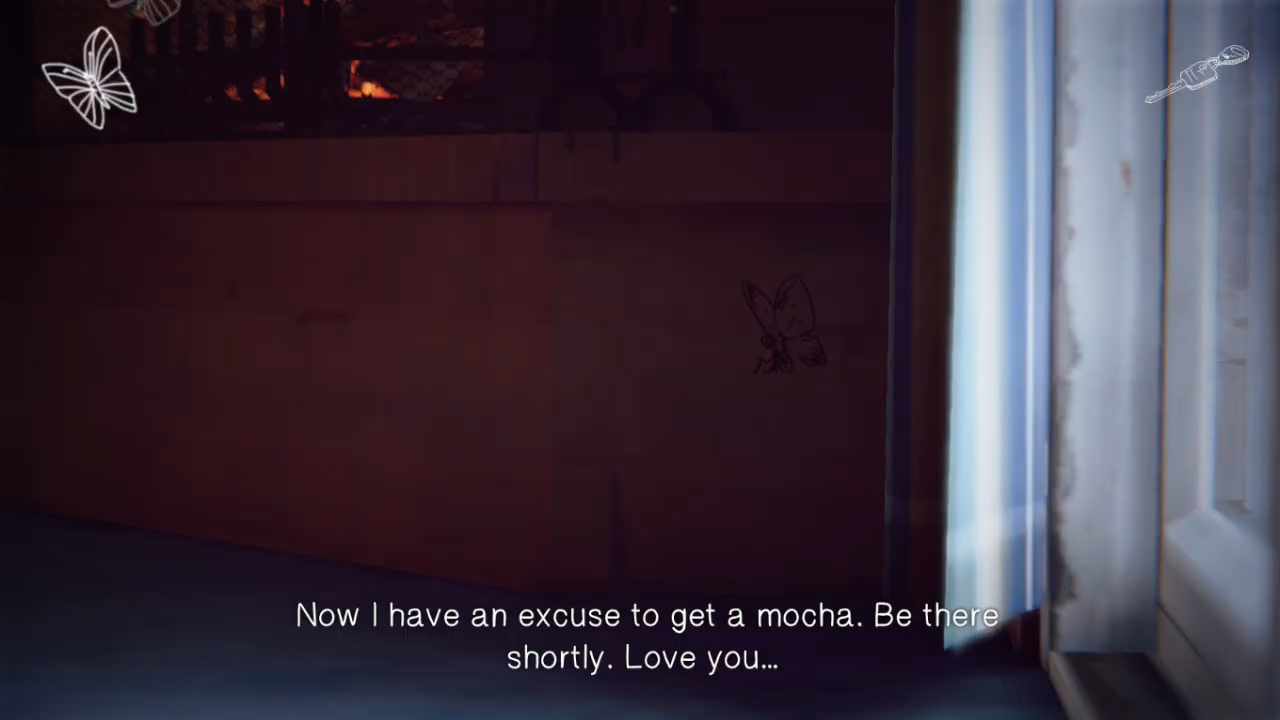 Now I have an excuse to get a mocha. Be there
shortly. Love you...